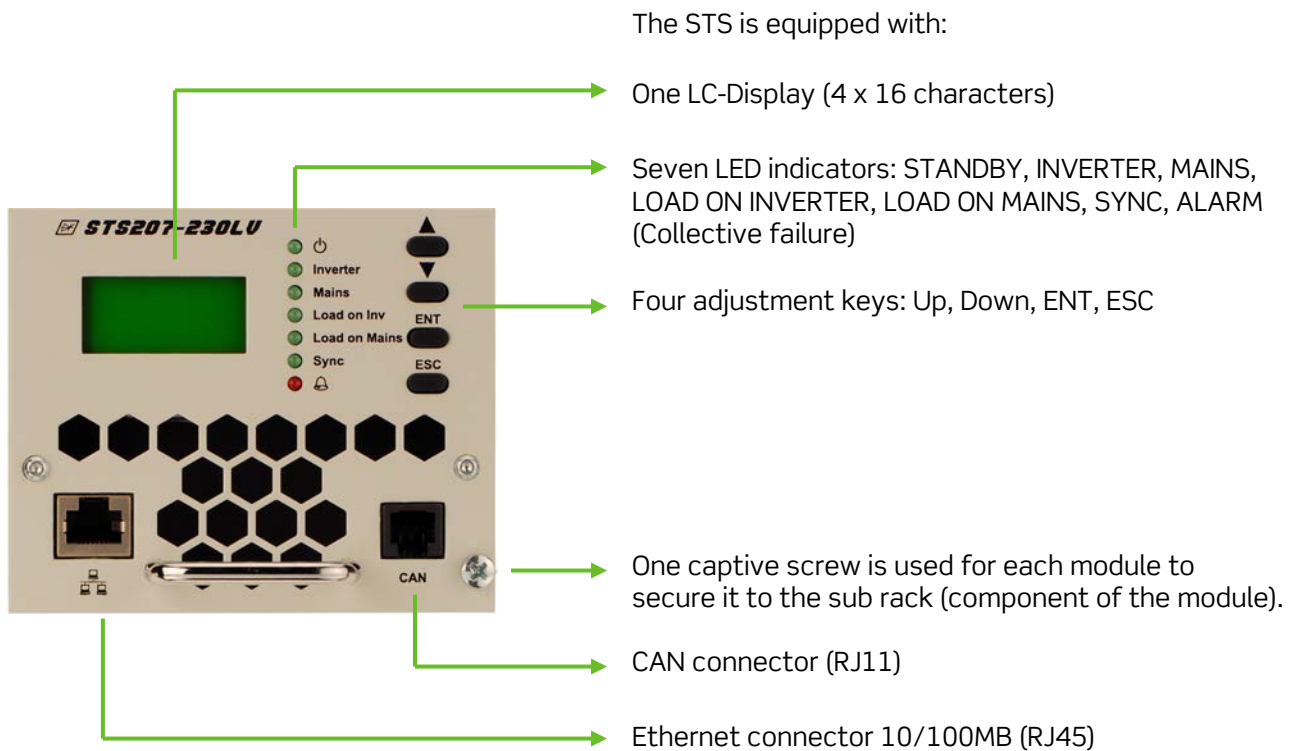 The STS is equipped with:
One LC-Display (4 x 16 characters)
Seven LED indicators: STANDBY, INVERTER, MAINS,
LOAD ON INVERTER, LOAD ON MAINS, SYNC, ALARM
(Collective failure)
STS207-230LV
Inverter
Mains
Load on Inv
Load on Mains
Sync
ENT
ESC
Four adjustment keys: Up, Down, ENT, ESC
CAN
One captive screw is used for each module to
secure it to the sub rack (component of the module).
CAN connector (RJ11)
Ethernet connector 10/100MB (RJ45)